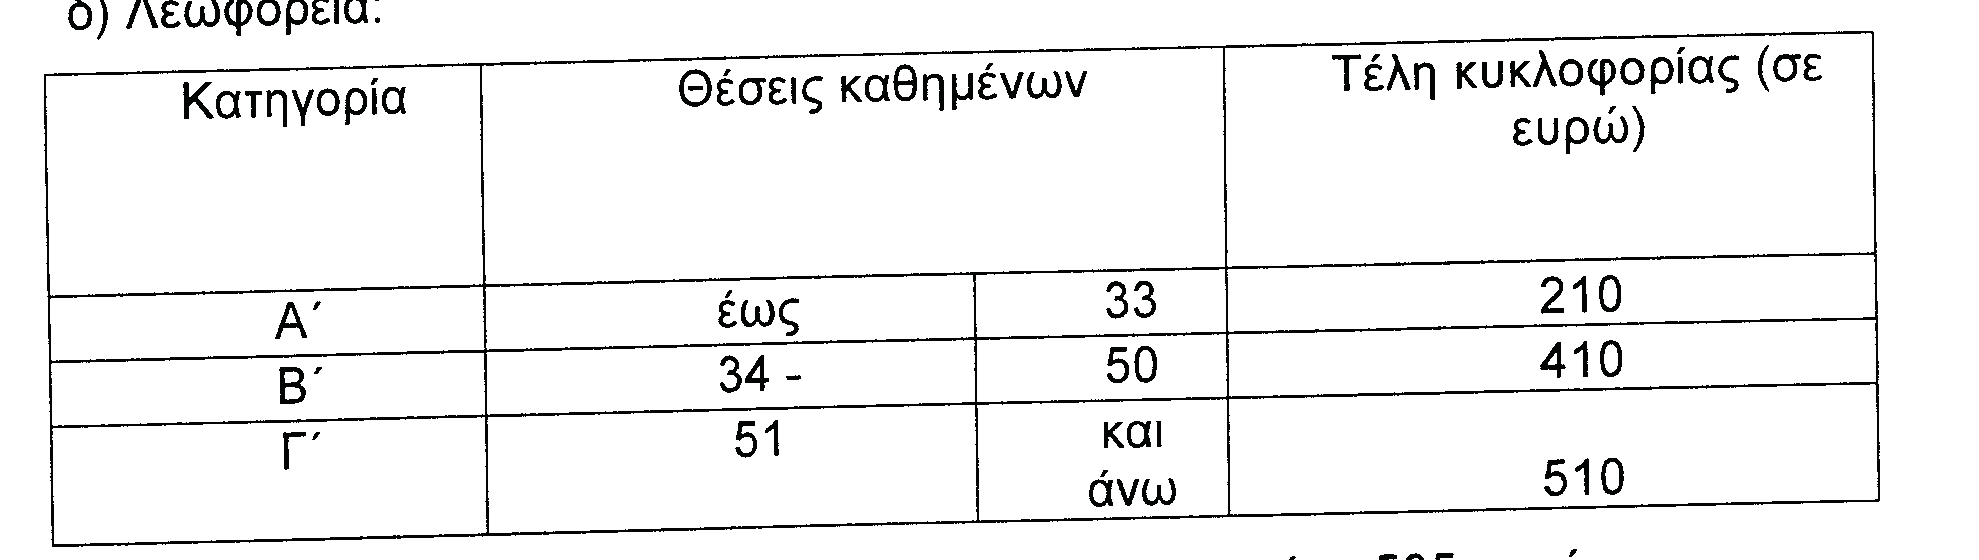 δ) Λεωφορεία:
Κατηγορία Θέσεις καθημένων Τέλη κυκλοφορίας (σε
ευρώ)
Α΄ έως 33 210
Β΄ 34 - 50 410
Γ΄ 51 και
άνω 510